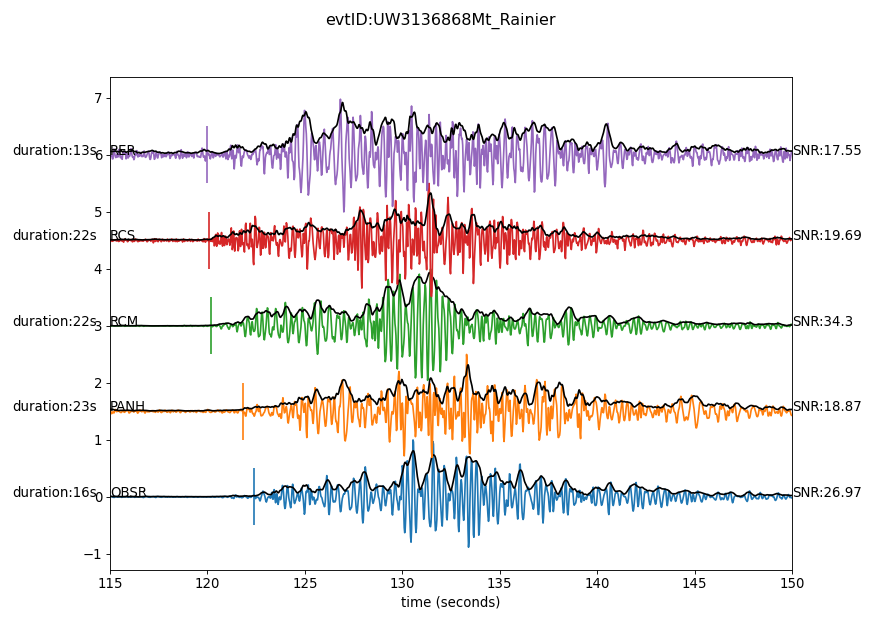 evtID:UW3136868Mt_Rainier
7
duration:13s RER SNR:17.55
6
5
duration:22s RCS SNR:19.69
4
duration:22s RCM SNR:34.3
3
2
duration:23s PANH SNR:18.87
1
duration:16s OBSR SNR:26.97
0
−1
115 120 125 130 135 140 145 150
time (seconds)